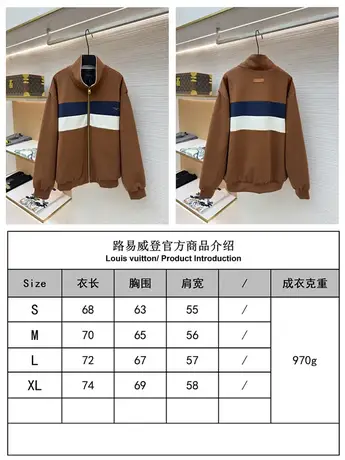 路易威登官方商品介绍
Louis vuitton/ Product Introduction
Size 衣长 胸围 肩宽 / 成衣克重
S 68 63 55 /
M 70 65 56 /
L 72 67 57 / 970g
XL 74 69 58 /
/